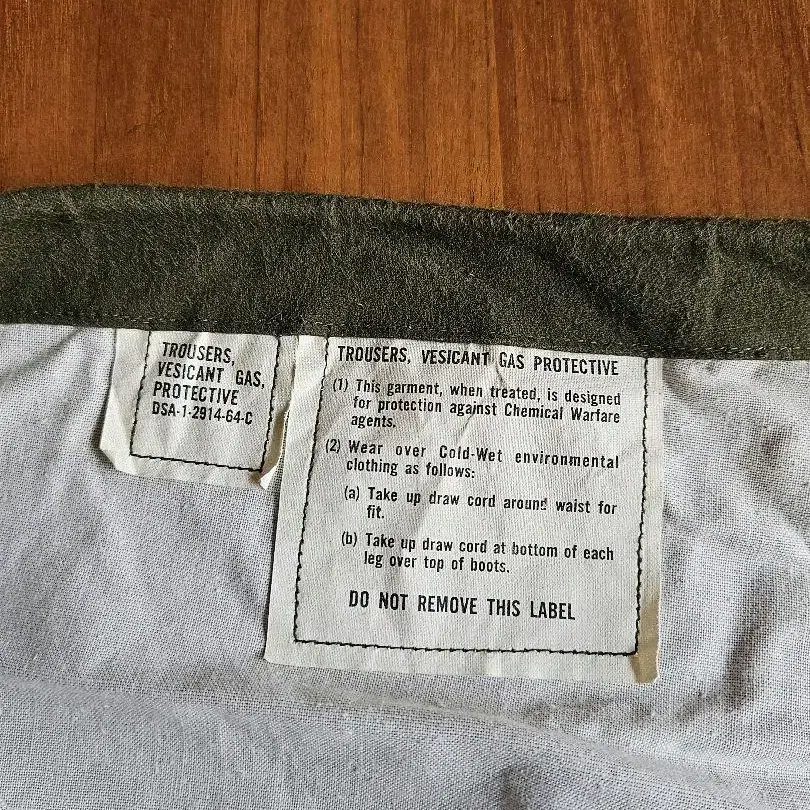 TROUSERS,
VESICANT GAS,
PROTECTIVE
DSA-1-2914-64-C
TROUSERS, VESICANT GAS PROTECTIVE
(1) This garment, when treated, is designed
for protection against Chemical Warfare
agents.
(2) Wear over Cold-Wet environmental
clothing as follows:
(a) Take up draw cord around waist for
fit.
(b) Take up draw cord at bottom of each
leg over top of boots.
DO NOT REMOVE THIS LABEL